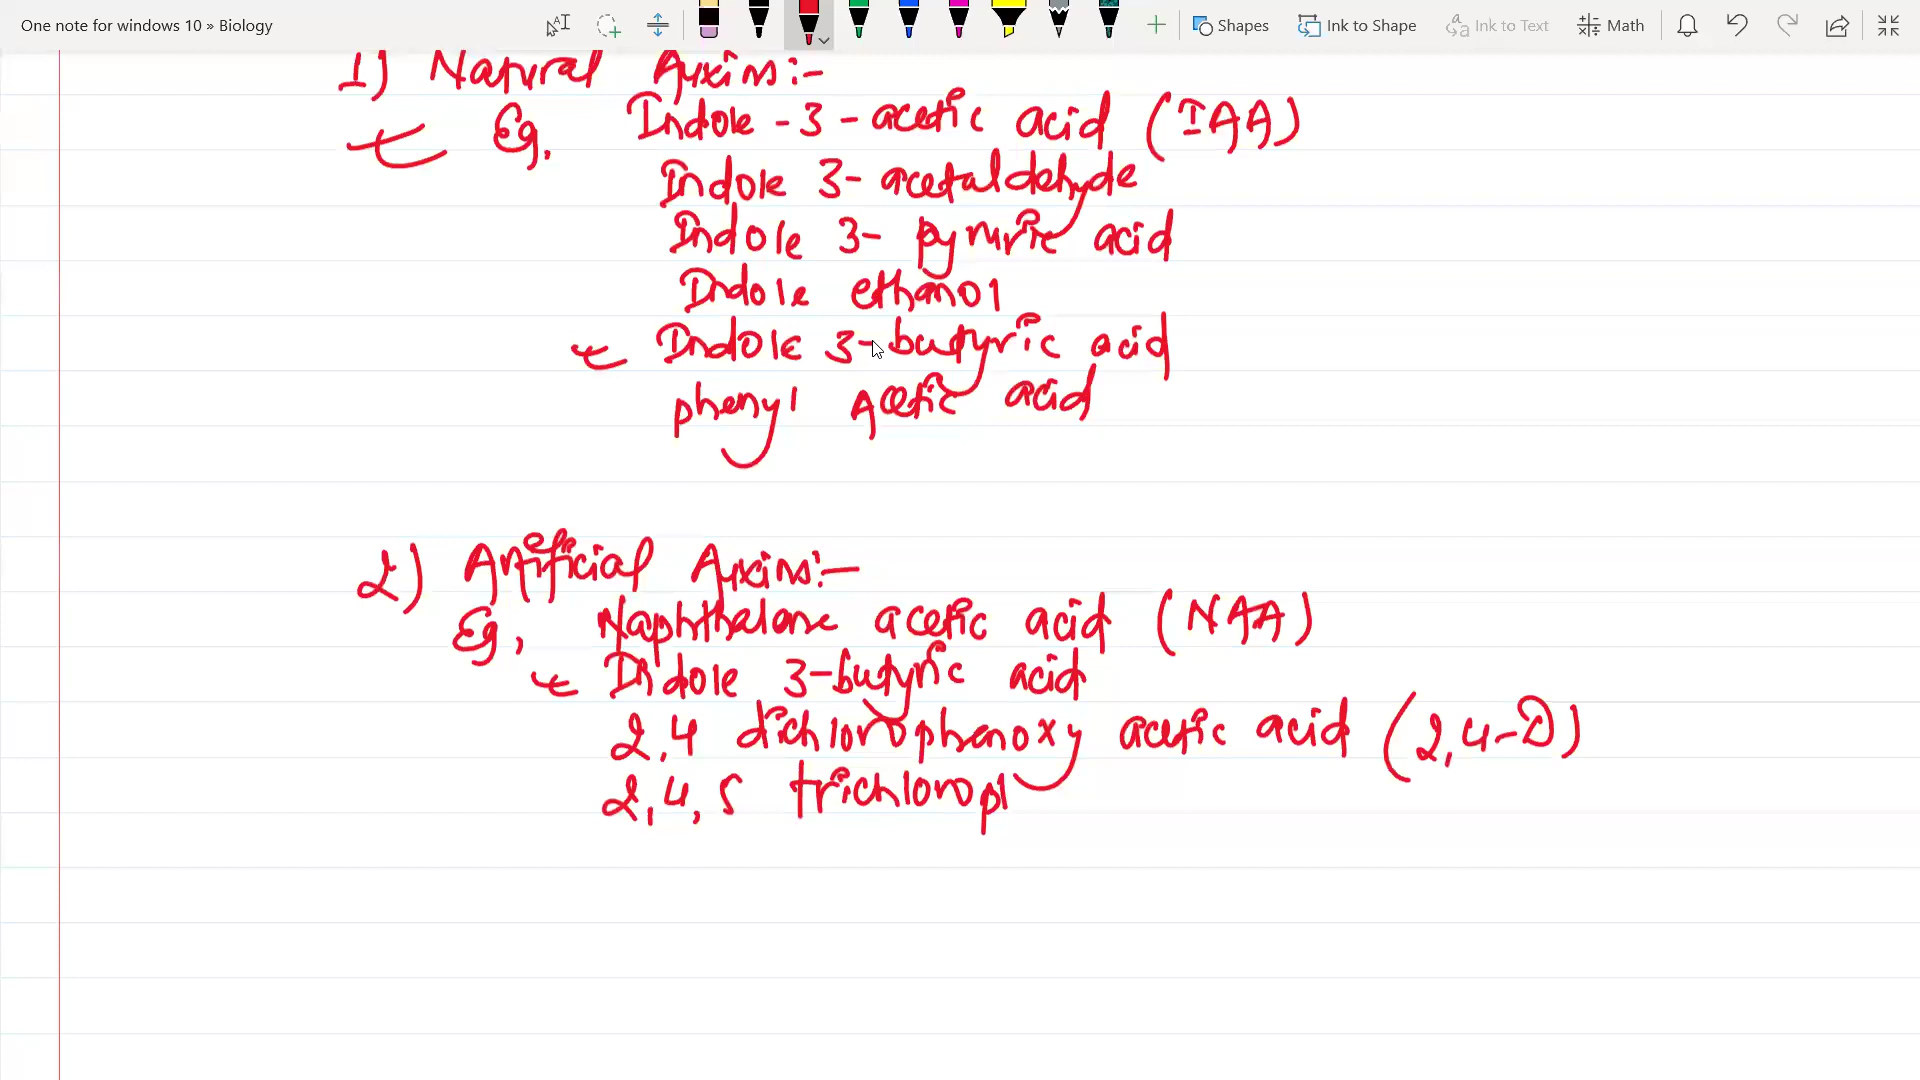 One note for windows 10 » Biology
Shapes Ink to Shape Ink to Text Math
1) Natural Auxins:-
Eg. Indole -3 - acetic acid (IAA)
Indole 3- acetaldehyde
Indole 3- pyruvic acid
Indole ethanol
Indole 3- butyric acid
phenyl Acetic acid
2) Artificial Auxins:-
Eg, Naphthalene acetic acid (NAA)
Indole 3-butyric acid
2,4 dichlorophenoxy acetic acid (2,4-D)
2,4,5 trichloropl